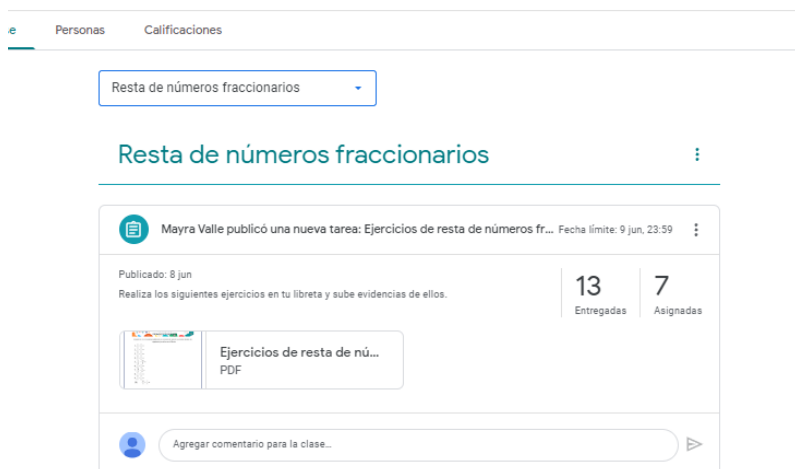 Personas Calificaciones
Resta de números fraccionarios
Resta de números fraccionarios
Mayra Valle publicó una nueva tarea: Ejercicios de resta de números fr... Fecha límite: 9 jun, 23:59
Publicado: 8 jun
Realiza los siguientes ejercicios en tu libreta y sube evidencias de ellos.
13 7
Entregadas Asignadas
Ejercicios de resta de nú...
PDF
Agregar comentario para la clase...